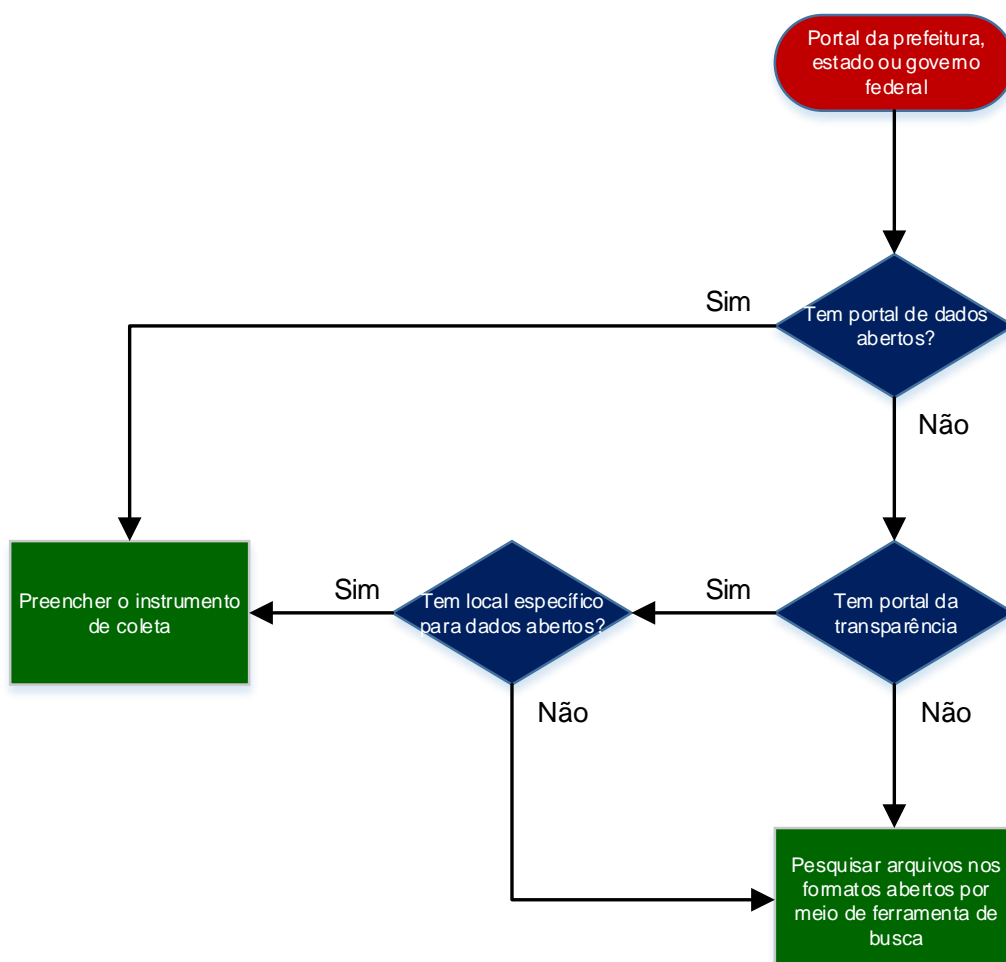 Portal da prefeitura,
estado ou governo
federal
Sim
Tem portal de dados
abertos?
Não
Preencher o instrumento
de coleta
Sim
Tem local específico
para dados abertos?
Sim
Tem portal da
transparência
Não
Não
Pesquisar arquivos nos
formatos abertos por
meio de ferramenta de
busca